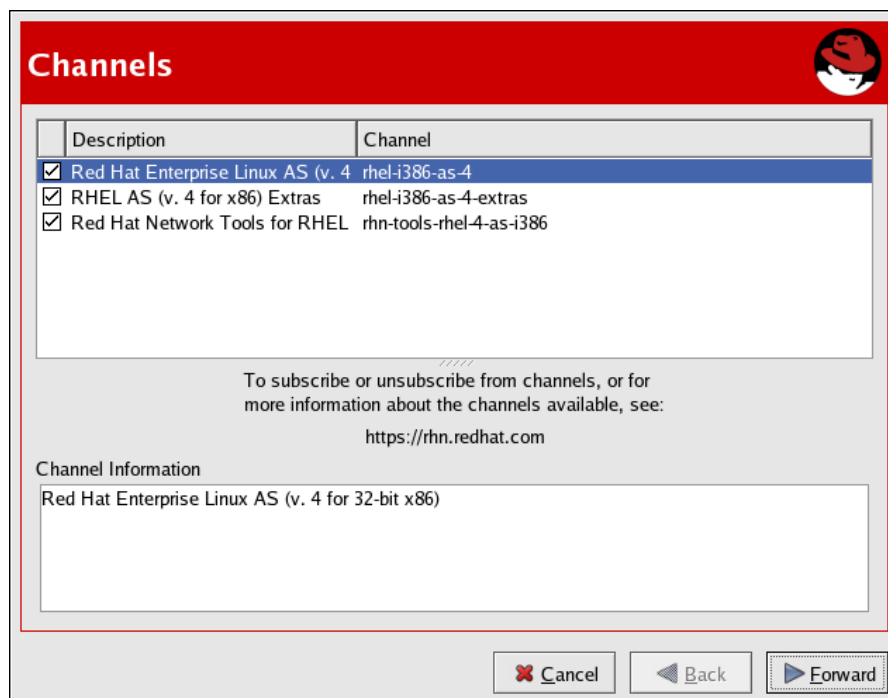 Channels
Description Channel
Red Hat Enterprise Linux AS (v. 4 rhel-i386-as-4
RHEL AS (v. 4 for x86) Extras rhel-i386-as-4-extras
Red Hat Network Tools for RHEL rhn-tools-rhel-4-as-i386
To subscribe or unsubscribe from channels, or for
more information about the channels available, see:
https://rhn.redhat.com
Channel Information
Red Hat Enterprise Linux AS (v. 4 for 32-bit x86)
Cancel Back Forward